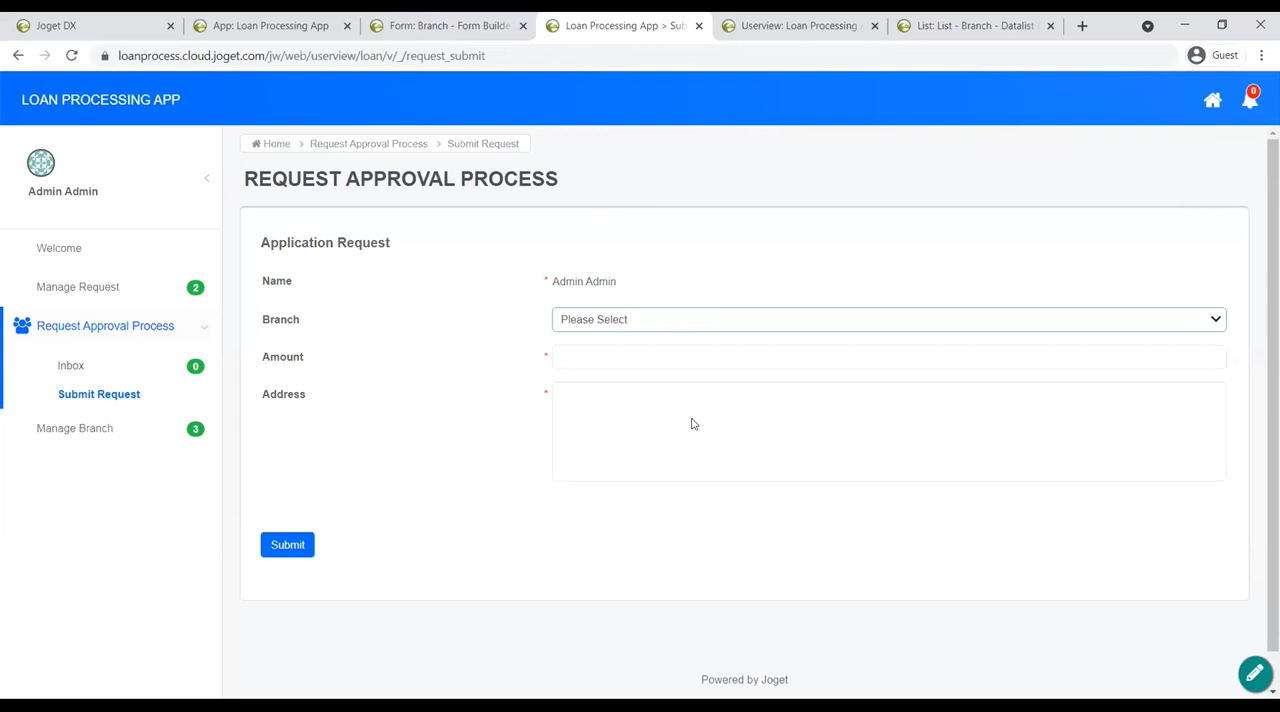 Joget DX
App: Loan Processing App
Form: Branch - Form Builde
Loan Processing App > Sub
Userview: Loan Processing A
List: List - Branch - Datalist
loanprocess.cloud.joget.com/jw/web/userview/loan/v/_/request_submit
Guest
LOAN PROCESSING APP
0
Admin Admin
Home > Request Approval Process > Submit Request
REQUEST APPROVAL PROCESS
Welcome
Manage Request 2
Request Approval Process
Inbox 0
Submit Request
Manage Branch 3
Application Request
Name * Admin Admin
Branch Please Select
Amount *
Address *
Submit
Powered by Joget